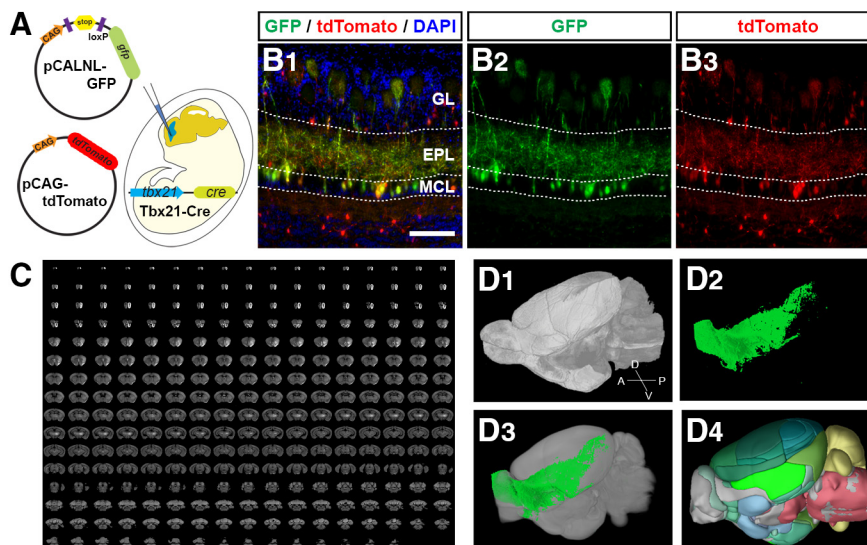 A
CAG
stop
loxP
gfp
pCALNL-
GFP
CAG
tdTomato
pCAG-
tdTomato
tbx21
cre
Tbx21-Cre
GFP / tdTomato / DAPI
GFP
tdTomato
B1
B2
B3
GL
EPL
MCL
C
D1
D
A
P
V
D2
D3
D4